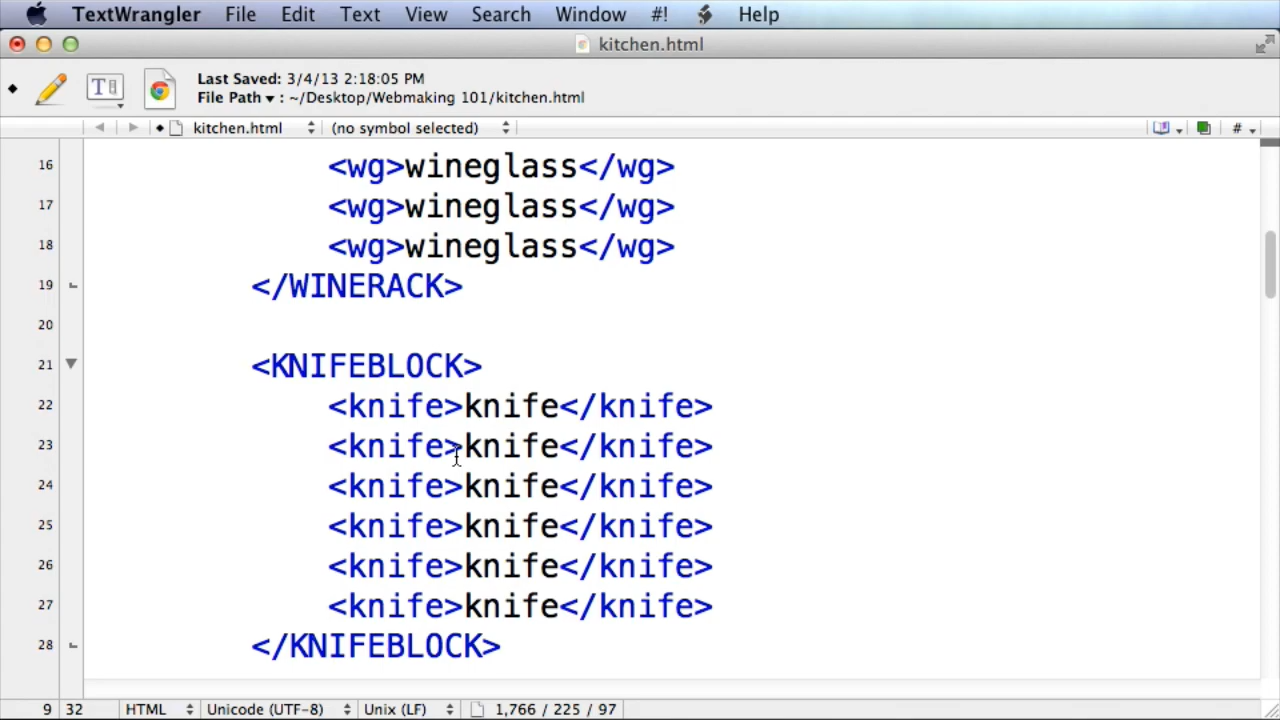 TextWrangler File Edit Text View Search Window #! Help
kitchen.html
Last Saved: 3/4/13 2:18:05 PM
File Path : ~/Desktop/Webmaking 101/kitchen.html
kitchen.html (no symbol selected) #
16 <wg>wineglass</wg>
17 <wg>wineglass</wg>
18 <wg>wineglass</wg>
19 </WINERACK>
20
21 <KNIFEBLOCK>
22 <knife>knife</knife>
23 <knife>knife</knife>
24 <knife>knife</knife>
25 <knife>knife</knife>
26 <knife>knife</knife>
27 <knife>knife</knife>
28 </KNIFEBLOCK>
9 32 HTML Unicode (UTF-8) Unix (LF) 1,766 / 225 / 97